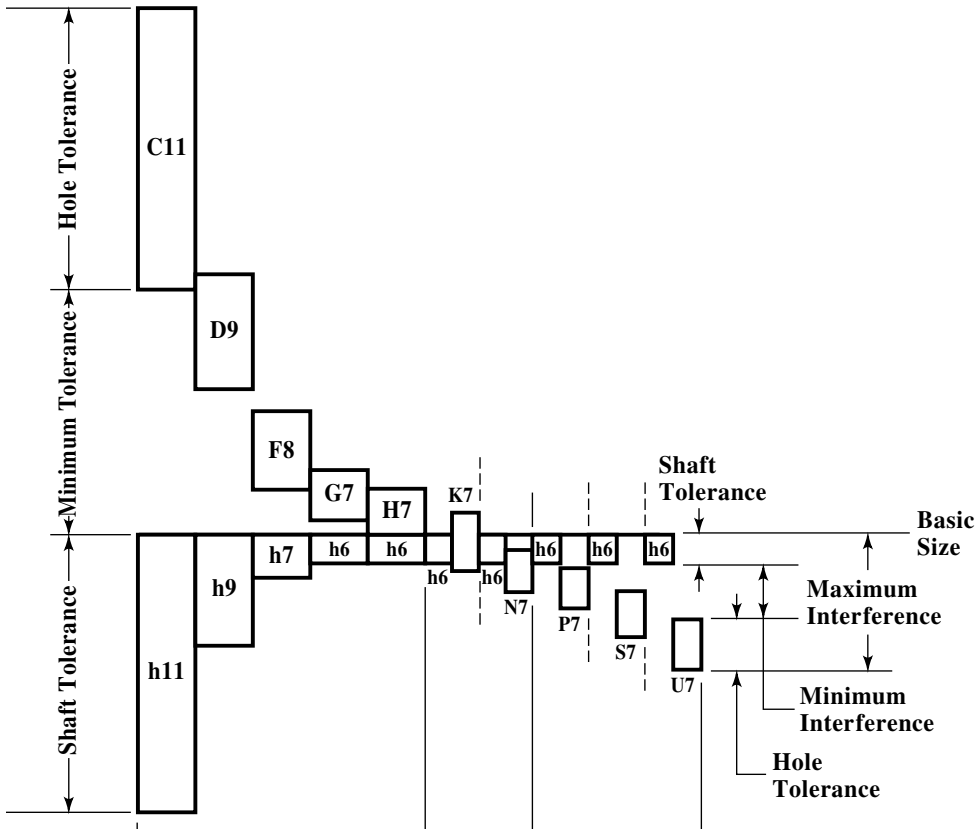 Hole Tolerance
C11
D9
Minimum Tolerance
F8
G7
H7
K7
Shaft
Tolerance
Basic
Size
h7
h6
h6
h6
h6
h6
h6
h6
h9
N7
P7
S7
U7
Maximum
Interference
Shaft Tolerance
h11
Minimum
Interference
Hole
Tolerance